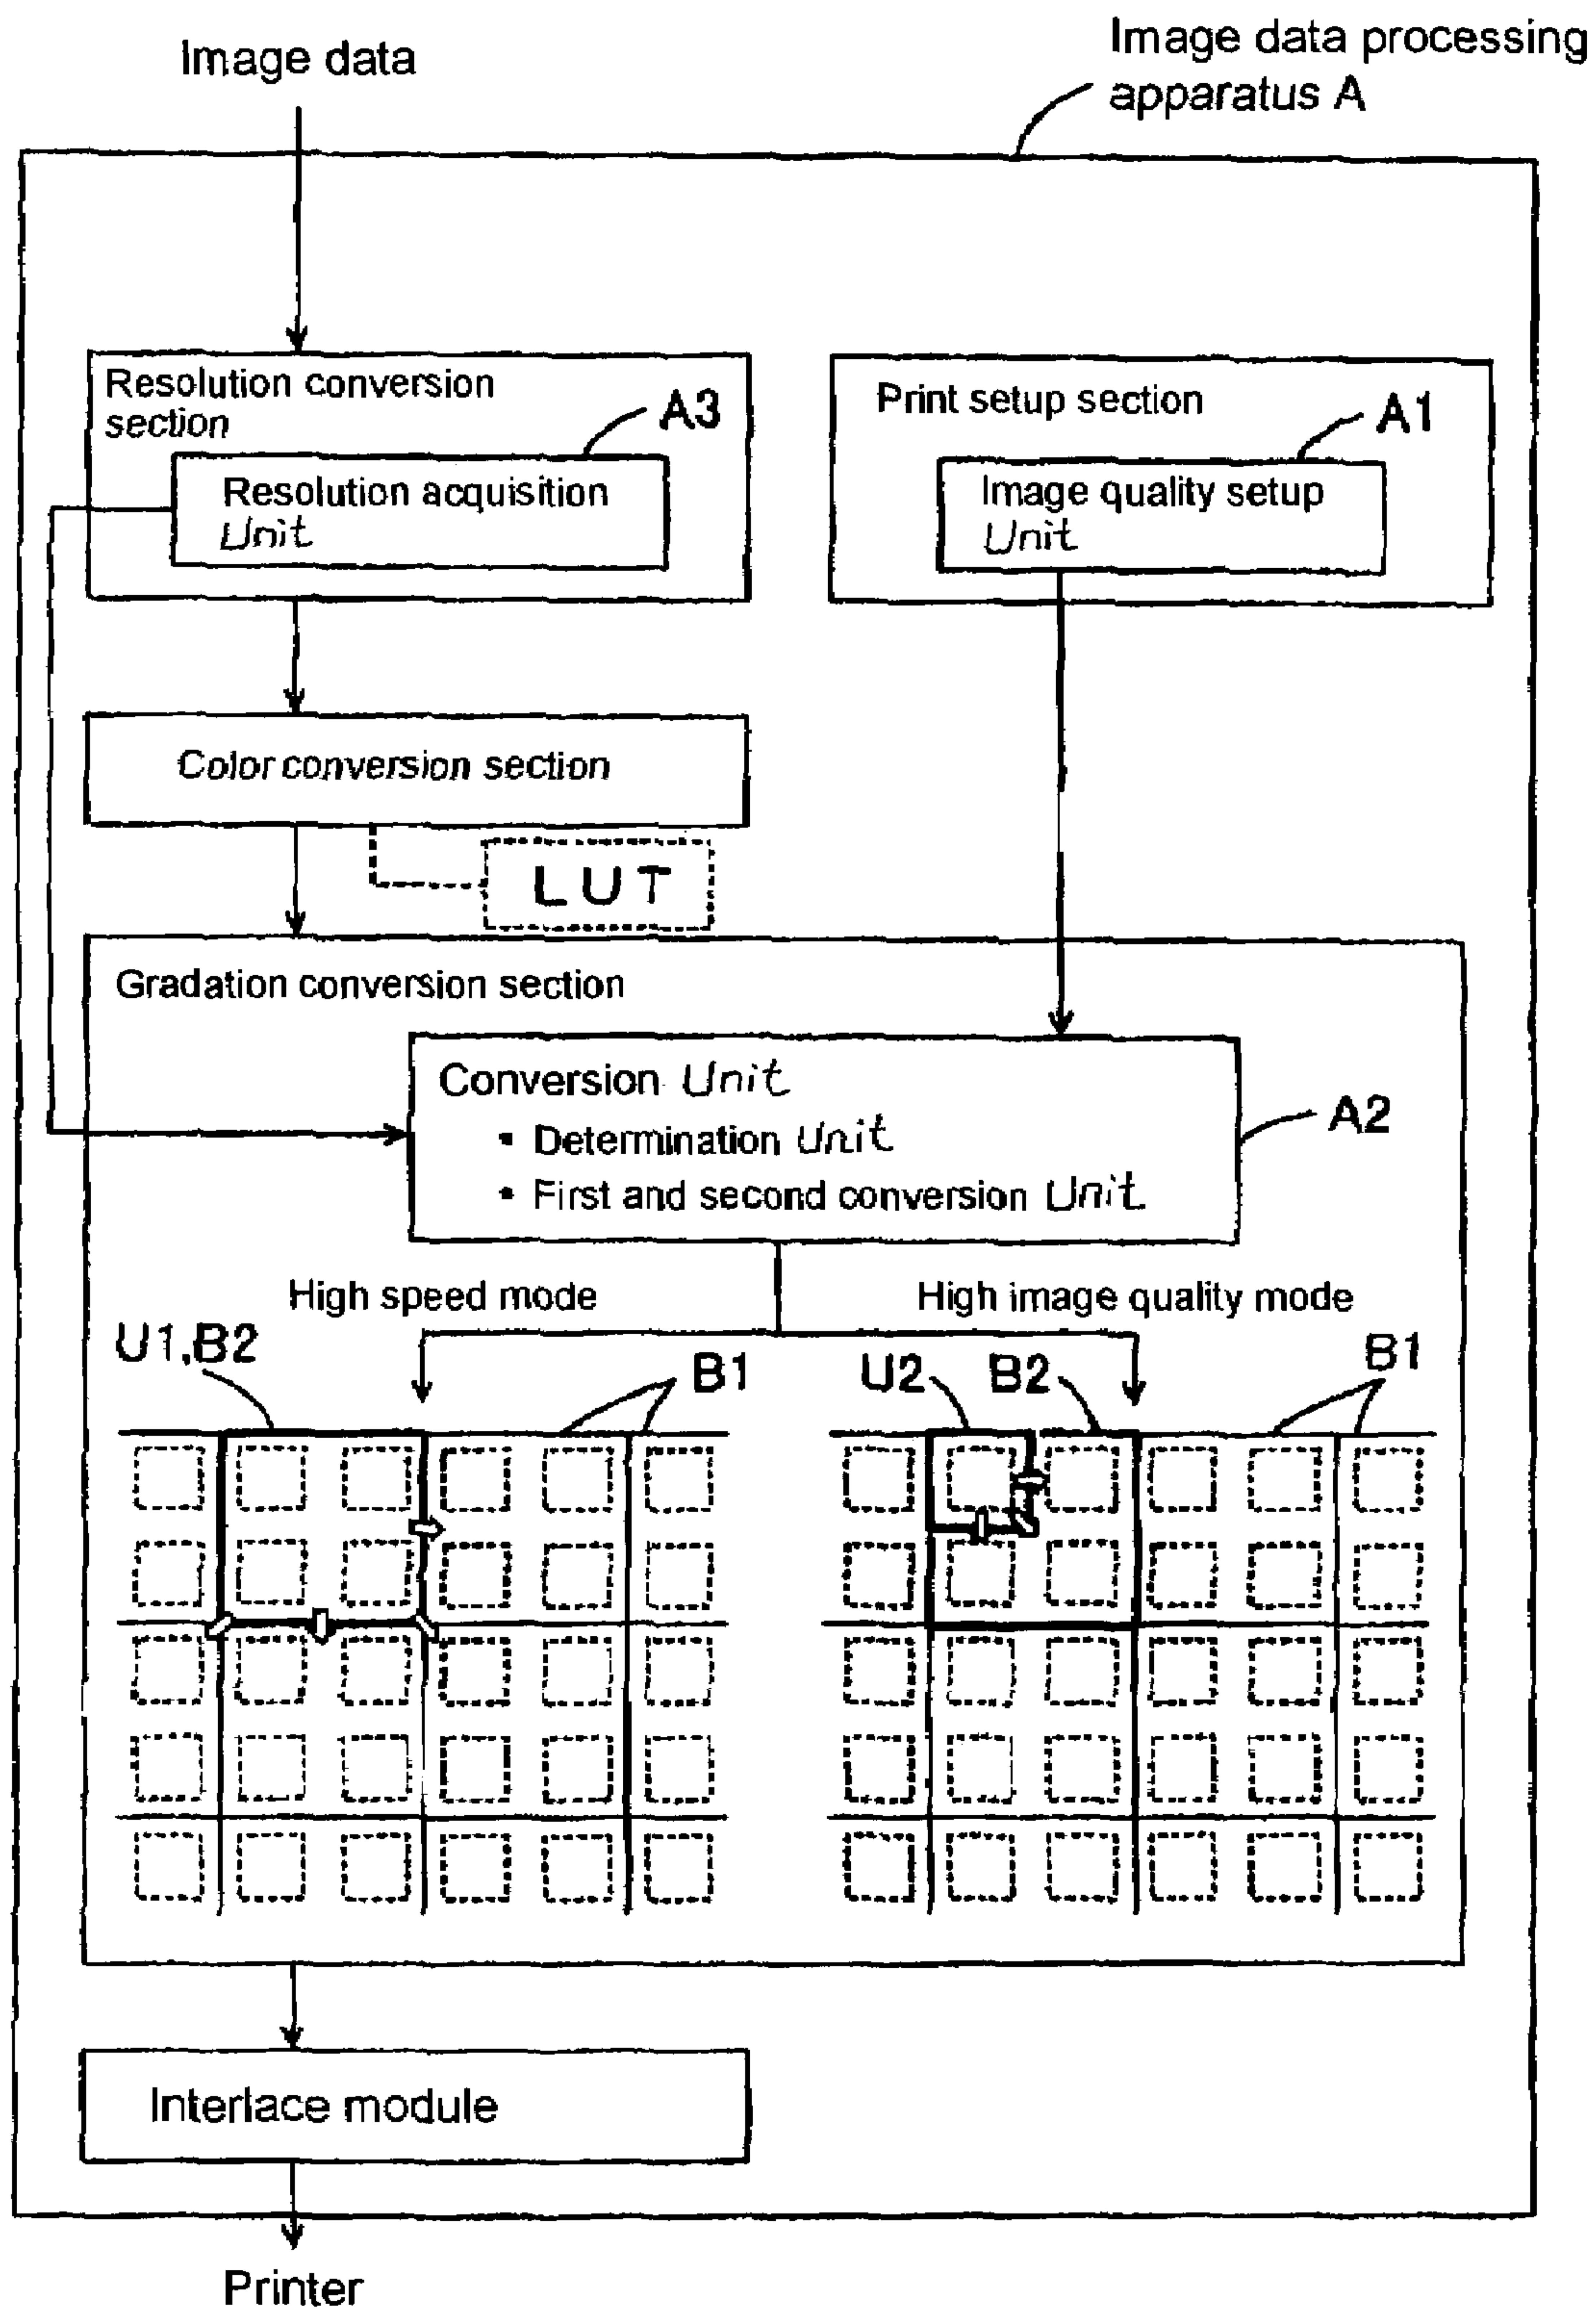 Image data
Image data processing
apparatus A
Resolution conversion
section
A3
Resolution acquisition
Unit
Print setup section
A1
Image quality setup
Unit
Color conversion section
LUT
Gradation conversion section
Conversion Unit
▪ Determination Unit
• First and second conversion Unit
A2
High speed mode
High image quality mode
U1,B2
B1
U2
B2
B1
Interlace module
Printer